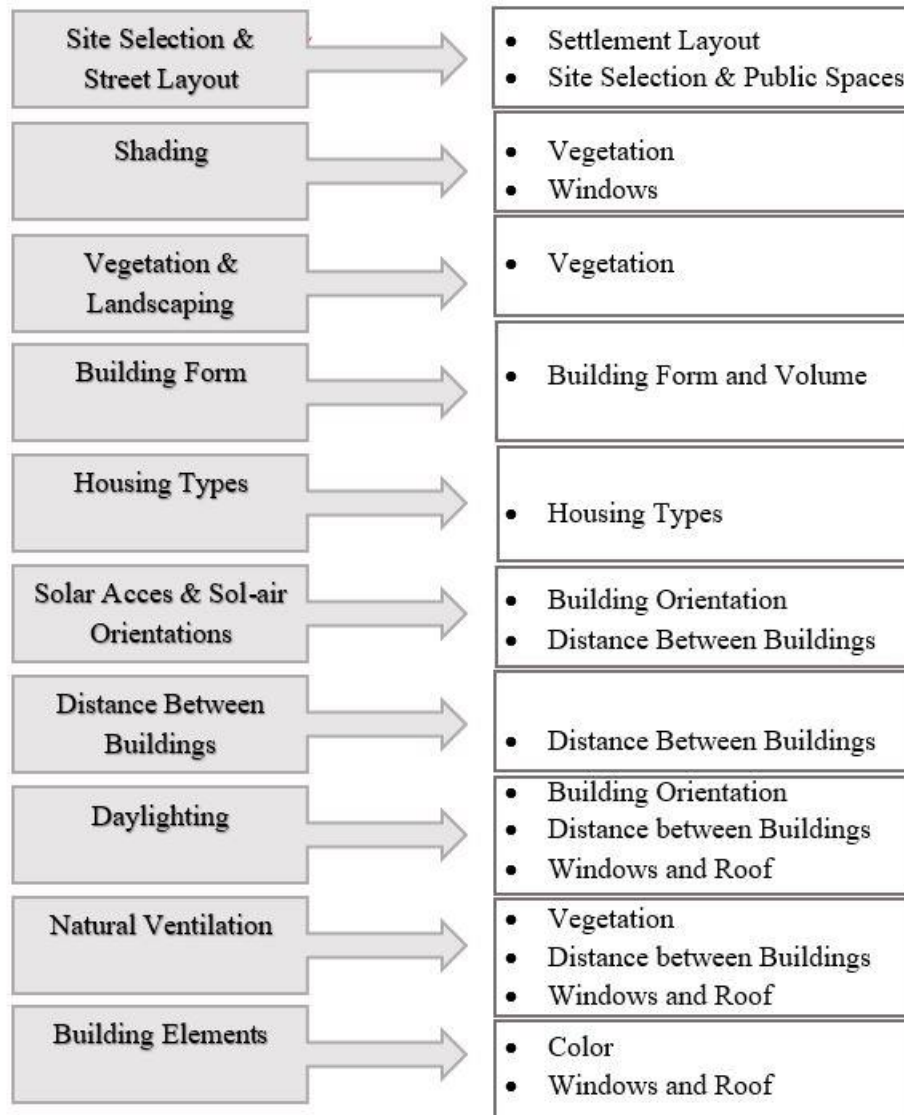 Site Selection &
Street Layout
• Settlement Layout
• Site Selection & Public Spaces
Shading
• Vegetation
• Windows
Vegetation &
Landscaping
• Vegetation
Building Form
• Building Form and Volume
Housing Types
• Housing Types
Solar Acces & Sol-air
Orientations
• Building Orientation
• Distance Between Buildings
Distance Between
Buildings
• Distance Between Buildings
Daylighting
• Building Orientation
• Distance between Buildings
• Windows and Roof
Natural Ventilation
• Vegetation
• Distance between Buildings
• Windows and Roof
Building Elements
• Color
• Windows and Roof